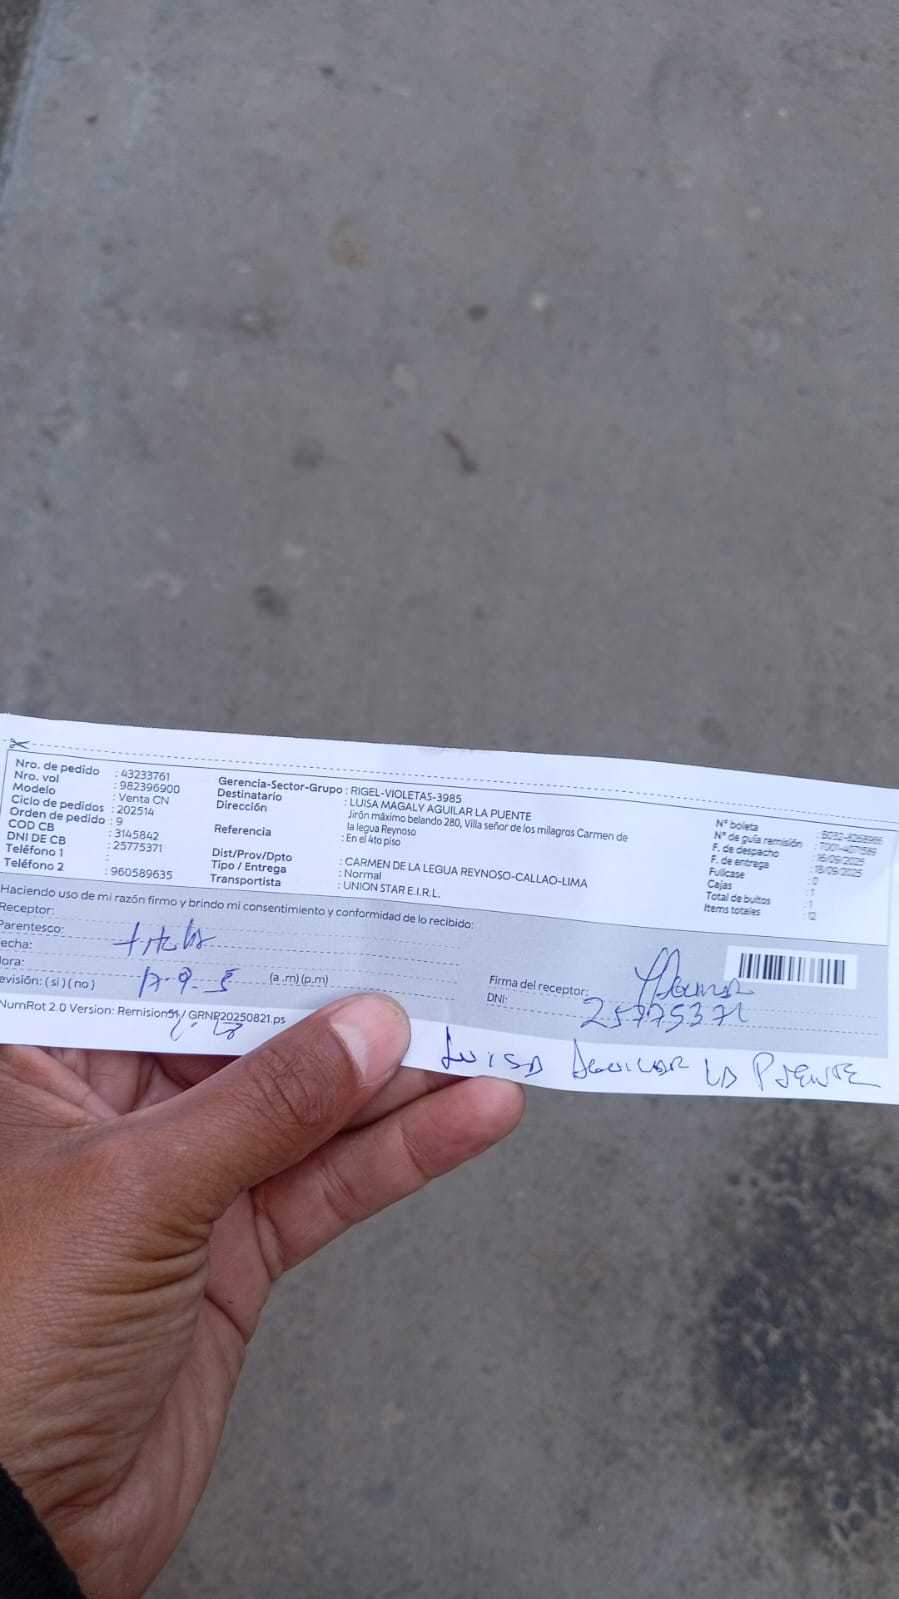 Nro. de pedido : 43233761
Nro. vol : 982396900
Modelo : Venta CN
Ciclo de pedidos : 202514
Orden de pedido : 9
COD CB : 3145842
DNI DE CB : 25775371
Teléfono 1 :
Teléfono 2 : 960589635
Gerencia-Sector-Grupo : RIGEL-VIOLETAS-3985
Destinatario : LUISA MAGALY AGUILAR LA PUENTE
Dirección : Jirón máximo belando 280, Villa señor de los milagros Carmen de
la legua Reynoso
Referencia : En el 4to piso
Dist/Prov/Dpto : CARMEN DE LA LEGUA REYNOSO-CALLAO-LIMA
Tipo / Entrega : Normal
Transportista : UNION STAR E.I.R.L.
N° boleta :
N° de guía remisión :
F. de despacho : 16/09/2025
F. de entrega : 18/09/2025
Fullcase : 0
Cajas : 1
Total de bultos : 1
Items totales : 12
Haciendo uso de mi razón firmo y brindo mi consentimiento y conformidad de lo recibido:
Receptor:
Parentesco:
echa:
ora:
(a .m) (p.m)
evisión: ( si ) ( no )
Firma del receptor:
DNI: 25775371
NumRot 2.0 Version: Remision51 / GRNP20250821.ps
LUISA AGUILAR LA PUENTE